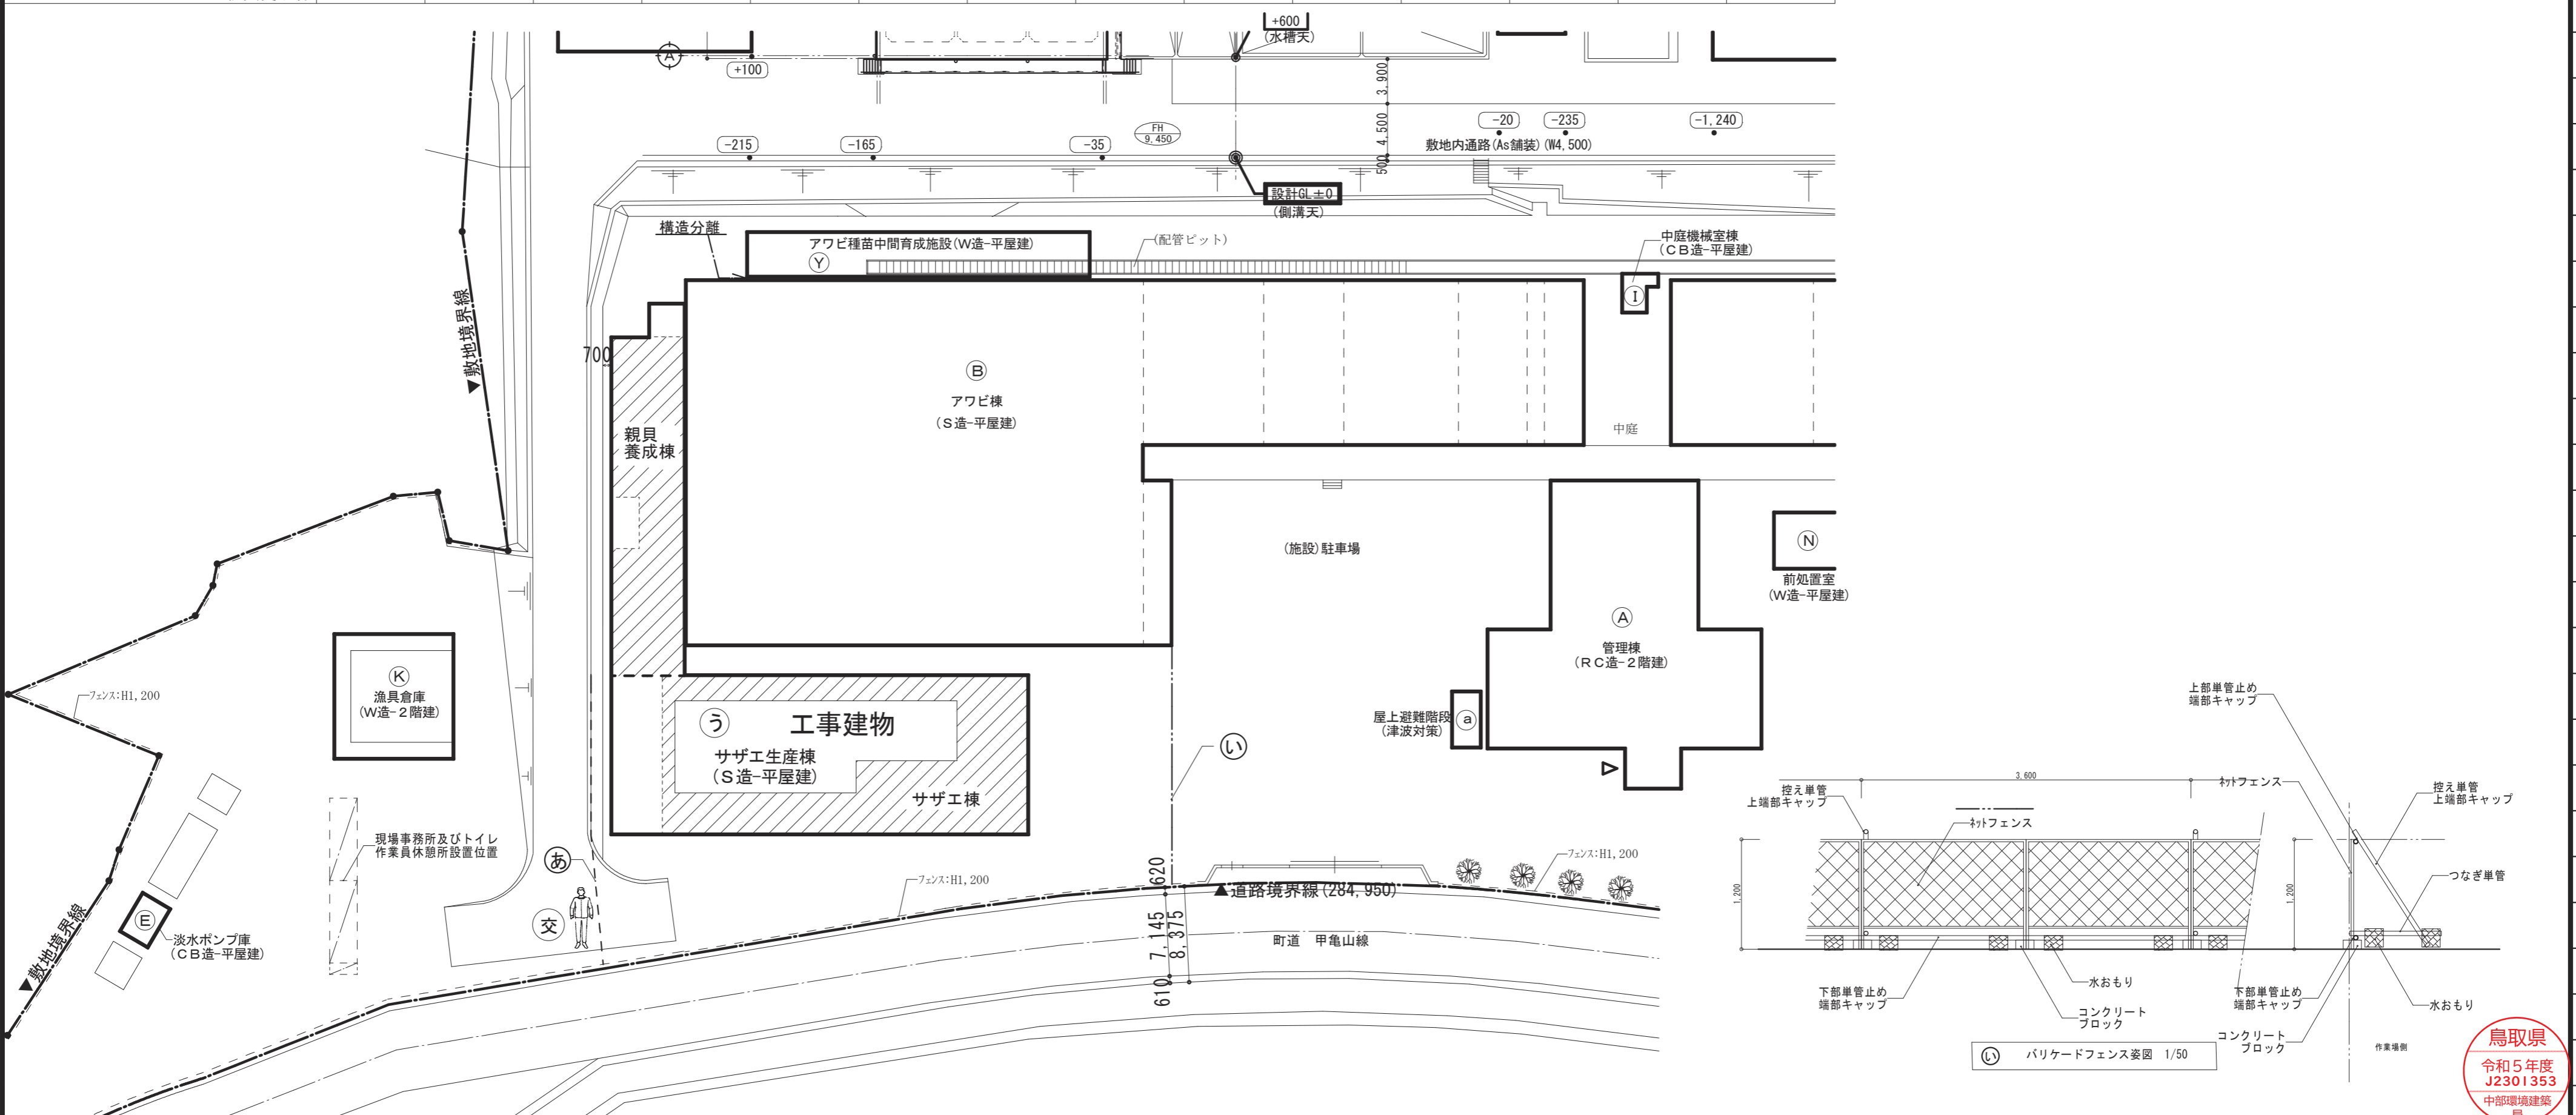 +600
(水槽天)
A
+100
3,900
4,500
500
-215
-165
-35
FH
9,450
-20
-235
-1,240
敷地内通路(As舗装)(W4,500)
設計GL±0
(側溝天)
構造分離
アワビ種苗中間育成施設(W造-平屋建)
Y
(配管ピット)
中庭機械室棟
(CB造-平屋建)
I
▲敷地境界線
700
B
アワビ棟
(S造-平屋建)
親貝
養成棟
中庭
(施設)駐車場
N
前処置室
(W造-平屋建)
A
管理棟
(RC造-2階建)
K
漁具倉庫
(W造-2階建)
フェンス:H1,200
う
工事建物
サザエ生産棟
(S造-平屋建)
サザエ棟
い
屋上避難階段
(津波対策)
a
現場事務所及びトイレ
作業員休憩所設置位置
あ
交
フェンス:H1,200
620
▲道路境界線(284,950)
フェンス:H1,200
7,145
8,375
610
町道 甲亀山線
E
淡水ポンプ庫
(CB造-平屋建)
▲敷地境界線
上部単管止め
端部キャップ
3,600
控え単管
上端部キャップ
ネットフェンス
ネットフェンス
控え単管
上端部キャップ
つなぎ単管
1,200
1,200
下部単管止め
端部キャップ
水おもり
コンクリート
ブロック
下部単管止め
端部キャップ
水おもり
コンクリート
ブロック
作業場側
い バリケードフェンス姿図 1/50
鳥取県
令和5年度
J2301353
中部環境建築
局